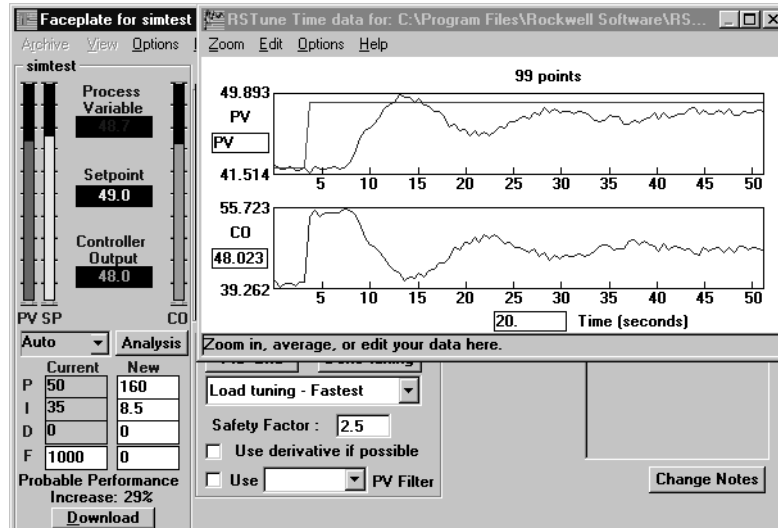 Faceplate for simtest
Archive View Options
simtest
Process
Variable
48.7
Setpoint
49.0
Controller
Output
48.0
PV SP CO
Auto Analysis
Current New
P 50 160
I 35 8.5
D 0 0
F 1000 0
Probable Performance
Increase: 29%
Download
RSTune Time data for: C:\Program Files\Rockwell Software\RS...
Zoom Edit Options Help
99 points
49.893
PV
PV
41.514
5 10 15 20 25 30 35 40 45 50
55.723
CO
48.023
39.262
5 10 15 20 25 30 35 40 45 50
20. Time (seconds)
Zoom in, average, or edit your data here.
Load tuning - Fastest
Safety Factor : 2.5
Use derivative if possible
Use PV Filter
Change Notes